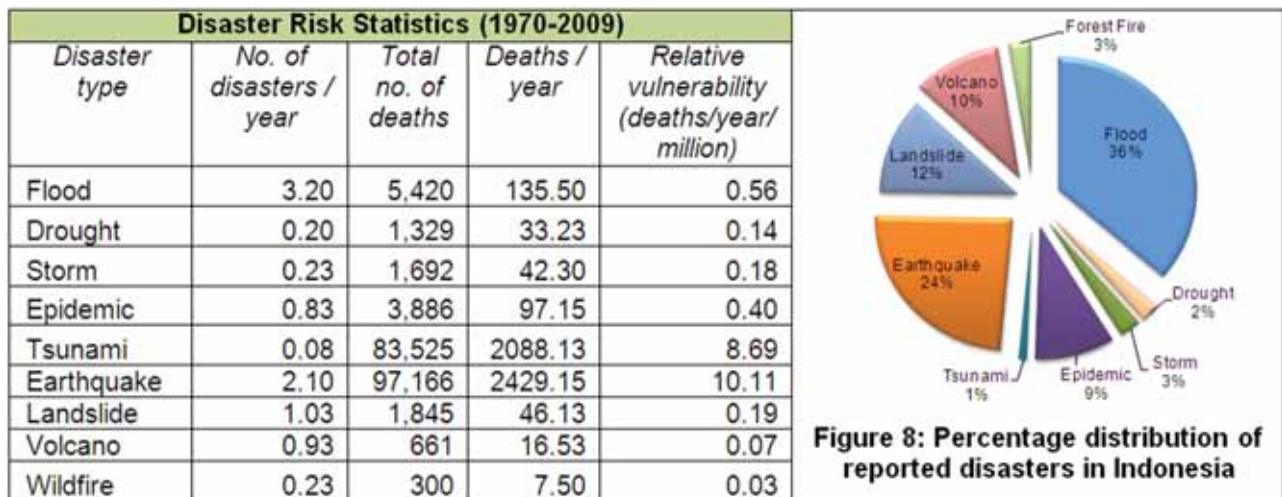 Disaster Risk Statistics (1970-2009)
Disaster type No. of disasters / year Total no. of deaths Deaths / year Relative vulnerability (deaths/year/ million)
Flood 3.20 5,420 135.50 0.56
Drought 0.20 1,329 33.23 0.14
Storm 0.23 1,692 42.30 0.18
Epidemic 0.83 3,886 97.15 0.40
Tsunami 0.08 83,525 2088.13 8.69
Earthquake 2.10 97,166 2429.15 10.11
Landslide 1.03 1,845 46.13 0.19
Volcano 0.93 661 16.53 0.07
Wildfire 0.23 300 7.50 0.03
Forest Fire
3%
Volcano
10%
Flood
36%
Landslide
12%
Earthquake
24%
Drought
2%
Storm
3%
Tsunami
1%
Epidemic
9%
Figure 8: Percentage distribution of
reported disasters in Indonesia